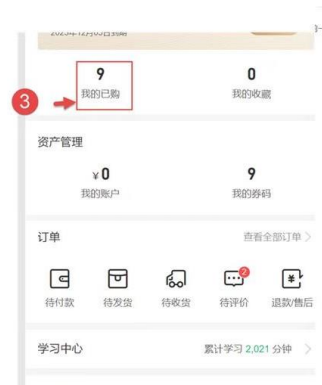 9
0
我的已购
我的收藏
3
资产管理
¥0
9
我的账户
我的券码
订单
查看全部订单 >
2
待付款
待发货
待收货
待评价
退款/售后
学习中心
累计学习 2,021 分钟 >